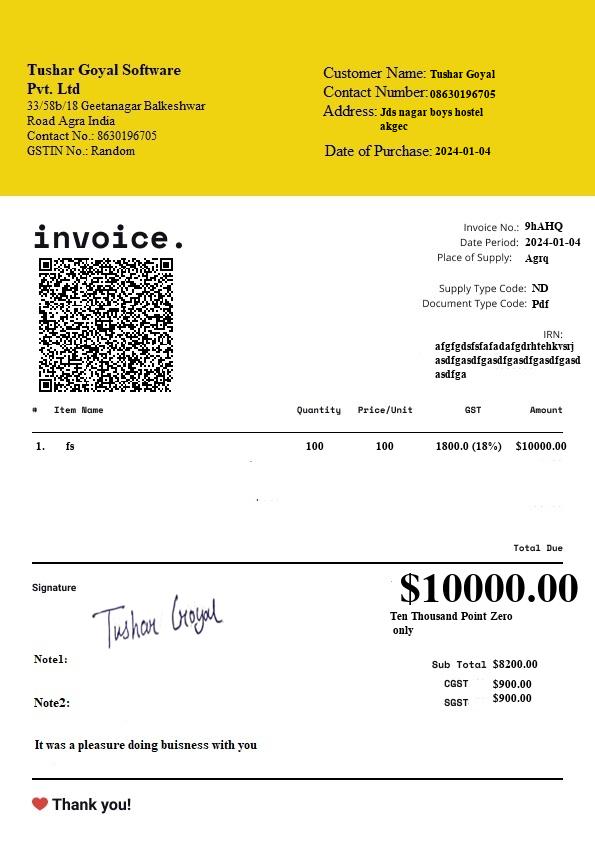 Tushar Goyal Software
Pvt. Ltd
33/58b/18 Geetanagar Balkeshwar
Road Agra India
Contact No.: 8630196705
GSTIN No.: Random
Customer Name: Tushar Goyal
Contact Number: 08630196705
Address: Jds nagar boys hostel
akgec
Date of Purchase: 2024-01-04
invoice.
Invoice No.: 9hAHQ
Date Period: 2024-01-04
Place of Supply: Agrq
Supply Type Code: ND
Document Type Code: Pdf
IRN:
afgfgdsfsfafadafgdrhtehkvsrj
asdfgasdfgasdfgasdfgasdfgasd
asdfga
# Item Name Quantity Price/Unit GST Amount
1. fs 100 100 1800.0 (18%) $10000.00
Total Due
Signature
Tushar Goyal
$10000.00
Ten Thousand Point Zero
only
Note1:
Sub Total $8200.00
CGST $900.00
SGST $900.00
Note2:
It was a pleasure doing buisness with you
Thank you!